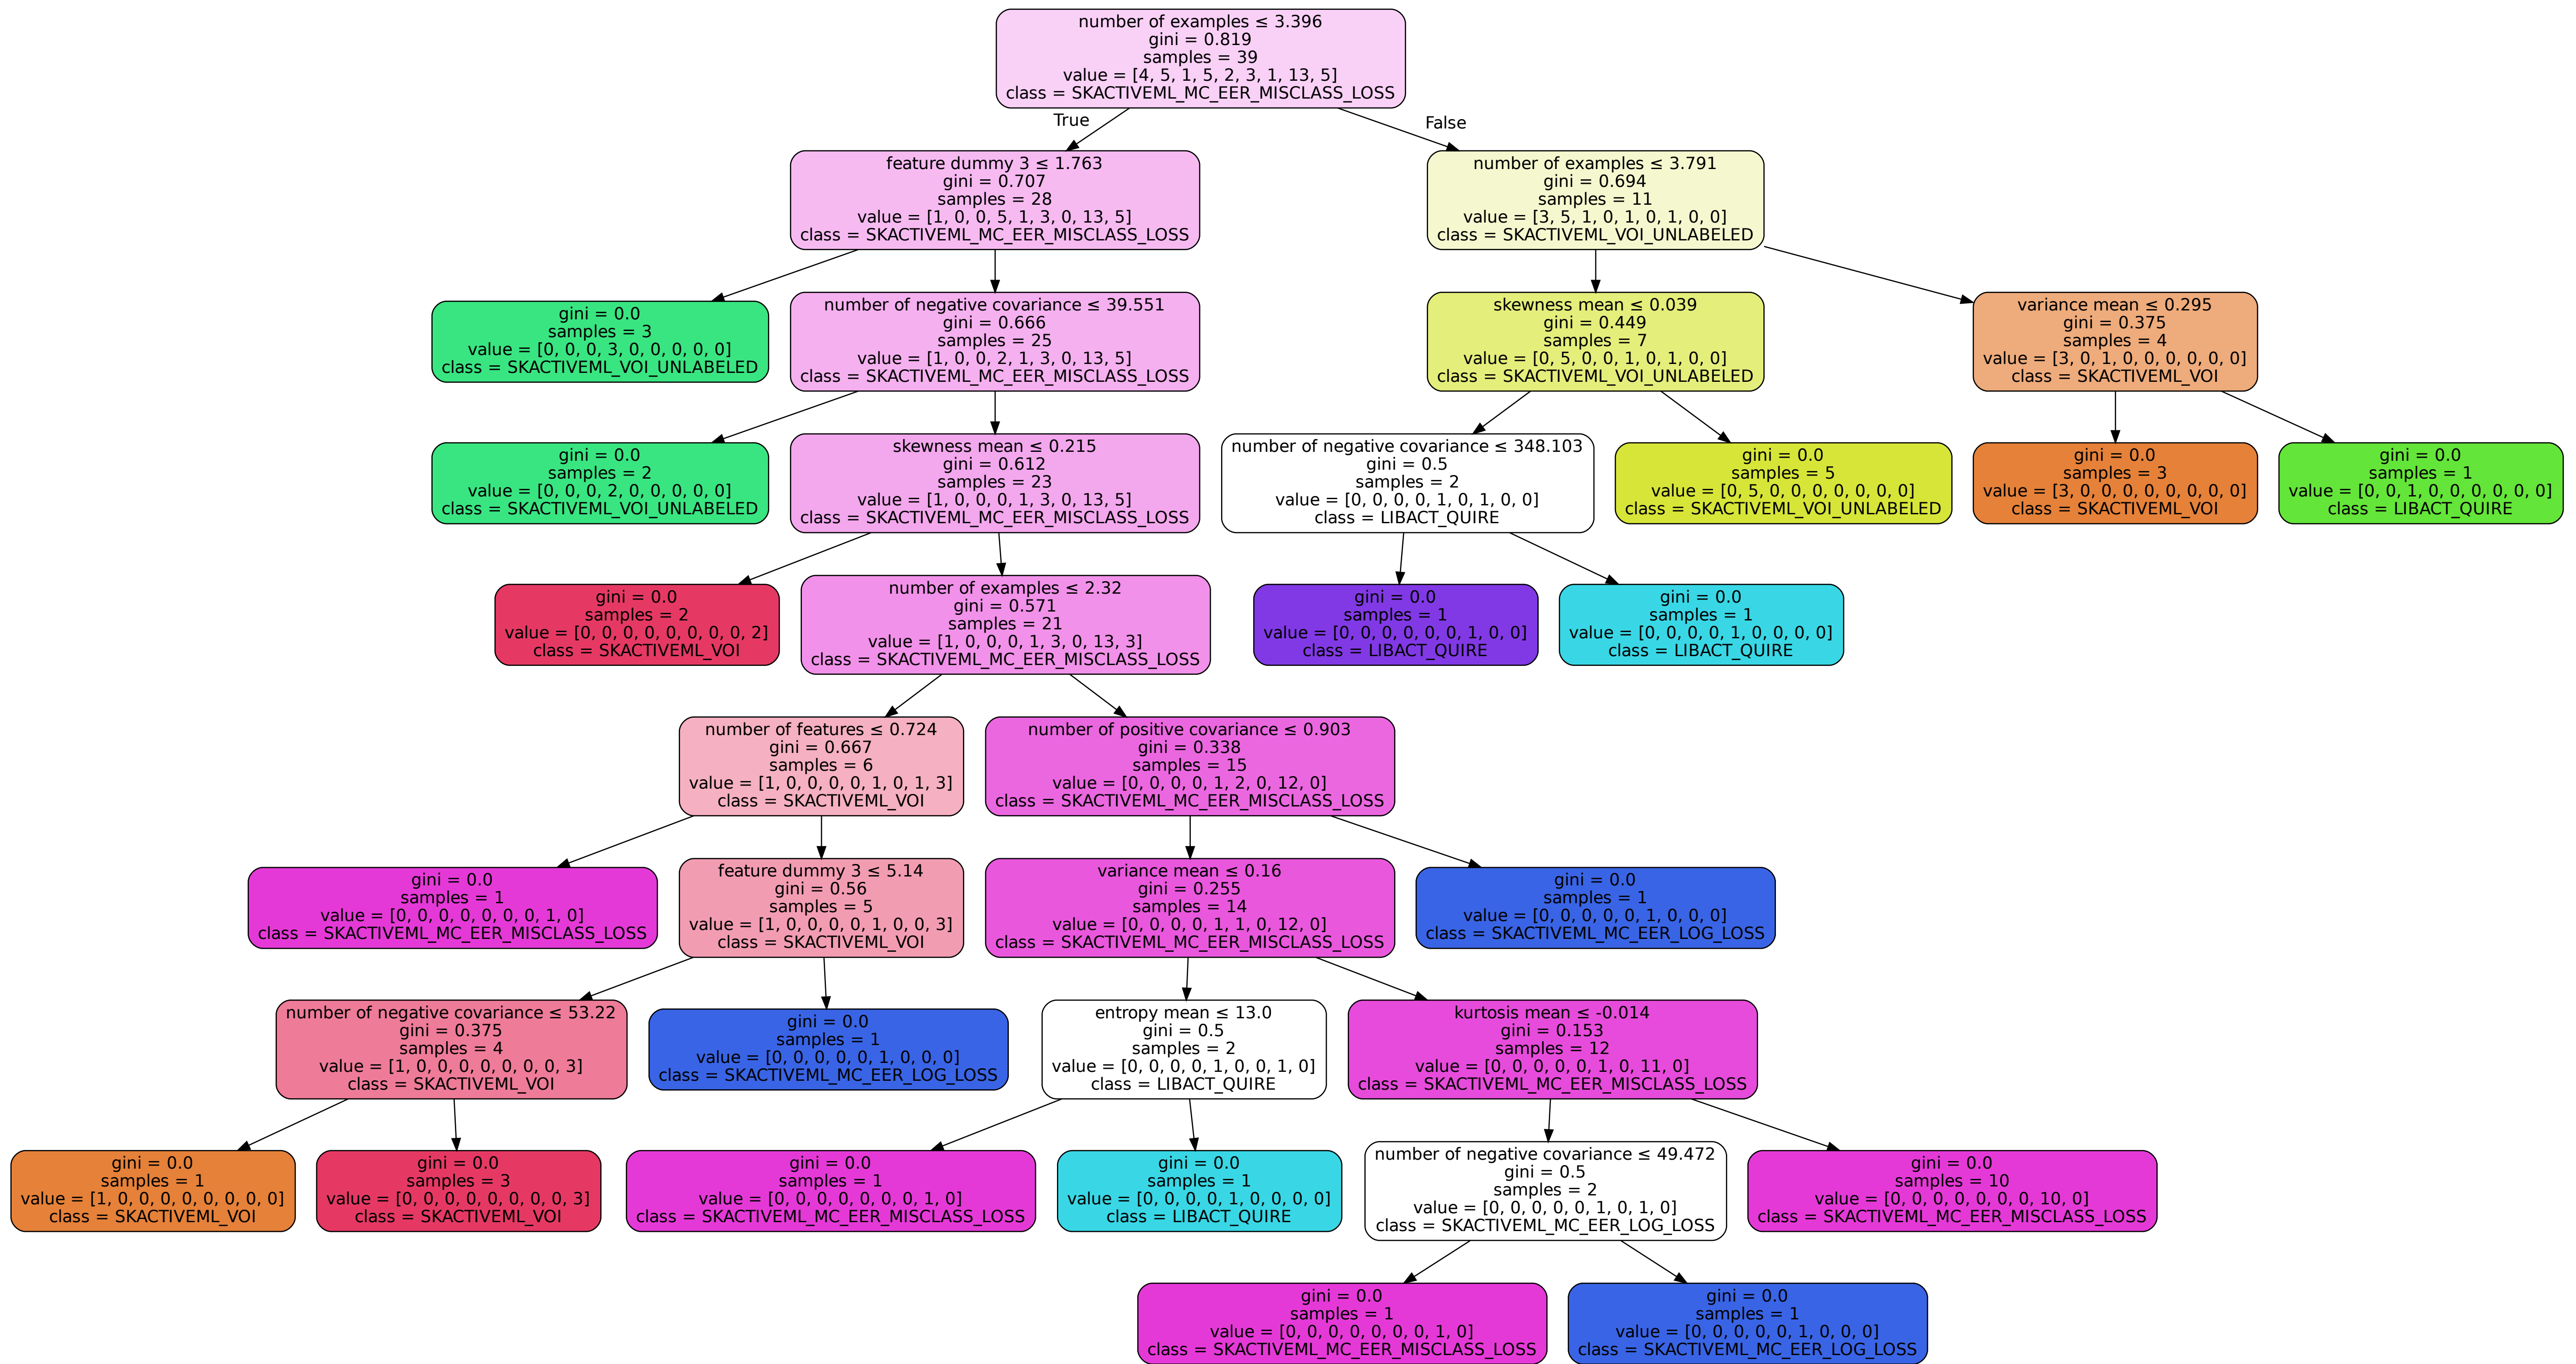 number of examples ≤ 3.396
gini = 0.819
samples = 39
value = [4, 5, 1, 5, 2, 3, 1, 13, 5]
class = SKACTIVEML_MC_EER_MISCLASS_LOSS
True
False
feature dummy 3 ≤ 1.763
gini = 0.707
samples = 28
value = [1, 0, 0, 5, 1, 3, 0, 13, 5]
class = SKACTIVEML_MC_EER_MISCLASS_LOSS
number of examples ≤ 3.791
gini = 0.694
samples = 11
value = [3, 5, 1, 0, 1, 0, 1, 0, 0]
class = SKACTIVEML_VOI_UNLABELED
gini = 0.0
samples = 3
value = [0, 0, 0, 3, 0, 0, 0, 0, 0]
class = SKACTIVEML_VOI_UNLABELED
number of negative covariance ≤ 39.551
gini = 0.666
samples = 25
value = [1, 0, 0, 2, 1, 3, 0, 13, 5]
class = SKACTIVEML_MC_EER_MISCLASS_LOSS
skewness mean ≤ 0.039
gini = 0.449
samples = 7
value = [0, 5, 0, 0, 1, 0, 1, 0, 0]
class = SKACTIVEML_VOI_UNLABELED
variance mean ≤ 0.295
gini = 0.375
samples = 4
value = [3, 0, 1, 0, 0, 0, 0, 0, 0]
class = SKACTIVEML_VOI
gini = 0.0
samples = 2
value = [0, 0, 0, 2, 0, 0, 0, 0, 0]
class = SKACTIVEML_VOI_UNLABELED
skewness mean ≤ 0.215
gini = 0.612
samples = 23
value = [1, 0, 0, 0, 1, 3, 0, 13, 5]
class = SKACTIVEML_MC_EER_MISCLASS_LOSS
number of negative covariance ≤ 348.103
gini = 0.5
samples = 2
value = [0, 0, 0, 0, 1, 0, 1, 0, 0]
class = LIBACT_QUIRE
gini = 0.0
samples = 5
value = [0, 5, 0, 0, 0, 0, 0, 0, 0]
class = SKACTIVEML_VOI_UNLABELED
gini = 0.0
samples = 3
value = [3, 0, 0, 0, 0, 0, 0, 0, 0]
class = SKACTIVEML_VOI
gini = 0.0
samples = 1
value = [0, 0, 1, 0, 0, 0, 0, 0, 0]
class = LIBACT_QUIRE
gini = 0.0
samples = 2
value = [0, 0, 0, 0, 0, 0, 0, 0, 2]
class = SKACTIVEML_VOI
number of examples ≤ 2.32
gini = 0.571
samples = 21
value = [1, 0, 0, 0, 1, 3, 0, 13, 3]
class = SKACTIVEML_MC_EER_MISCLASS_LOSS
gini = 0.0
samples = 1
value = [0, 0, 0, 0, 0, 0, 1, 0, 0]
class = LIBACT_QUIRE
gini = 0.0
samples = 1
value = [0, 0, 0, 0, 1, 0, 0, 0, 0]
class = LIBACT_QUIRE
number of features ≤ 0.724
gini = 0.667
samples = 6
value = [1, 0, 0, 0, 0, 1, 0, 1, 3]
class = SKACTIVEML_VOI
number of positive covariance ≤ 0.903
gini = 0.338
samples = 15
value = [0, 0, 0, 0, 1, 2, 0, 12, 0]
class = SKACTIVEML_MC_EER_MISCLASS_LOSS
gini = 0.0
samples = 1
value = [0, 0, 0, 0, 0, 0, 0, 1, 0]
class = SKACTIVEML_MC_EER_MISCLASS_LOSS
feature dummy 3 ≤ 5.14
gini = 0.56
samples = 5
value = [1, 0, 0, 0, 0, 1, 0, 0, 3]
class = SKACTIVEML_VOI
variance mean ≤ 0.16
gini = 0.255
samples = 14
value = [0, 0, 0, 0, 1, 1, 0, 12, 0]
class = SKACTIVEML_MC_EER_MISCLASS_LOSS
gini = 0.0
samples = 1
value = [0, 0, 0, 0, 0, 1, 0, 0, 0]
class = SKACTIVEML_MC_EER_LOG_LOSS
number of negative covariance ≤ 53.22
gini = 0.375
samples = 4
value = [1, 0, 0, 0, 0, 0, 0, 0, 3]
class = SKACTIVEML_VOI
gini = 0.0
samples = 1
value = [0, 0, 0, 0, 0, 1, 0, 0, 0]
class = SKACTIVEML_MC_EER_LOG_LOSS
entropy mean ≤ 13.0
gini = 0.5
samples = 2
value = [0, 0, 0, 0, 1, 0, 0, 1, 0]
class = LIBACT_QUIRE
kurtosis mean ≤ -0.014
gini = 0.153
samples = 12
value = [0, 0, 0, 0, 0, 1, 0, 11, 0]
class = SKACTIVEML_MC_EER_MISCLASS_LOSS
gini = 0.0
samples = 1
value = [1, 0, 0, 0, 0, 0, 0, 0, 0]
class = SKACTIVEML_VOI
gini = 0.0
samples = 3
value = [0, 0, 0, 0, 0, 0, 0, 0, 3]
class = SKACTIVEML_VOI
gini = 0.0
samples = 1
value = [0, 0, 0, 0, 0, 0, 0, 1, 0]
class = SKACTIVEML_MC_EER_MISCLASS_LOSS
gini = 0.0
samples = 1
value = [0, 0, 0, 0, 1, 0, 0, 0, 0]
class = LIBACT_QUIRE
number of negative covariance ≤ 49.472
gini = 0.5
samples = 2
value = [0, 0, 0, 0, 0, 1, 0, 1, 0]
class = SKACTIVEML_MC_EER_LOG_LOSS
gini = 0.0
samples = 10
value = [0, 0, 0, 0, 0, 0, 0, 10, 0]
class = SKACTIVEML_MC_EER_MISCLASS_LOSS
gini = 0.0
samples = 1
value = [0, 0, 0, 0, 0, 0, 0, 1, 0]
class = SKACTIVEML_MC_EER_MISCLASS_LOSS
gini = 0.0
samples = 1
value = [0, 0, 0, 0, 0, 1, 0, 0, 0]
class = SKACTIVEML_MC_EER_LOG_LOSS